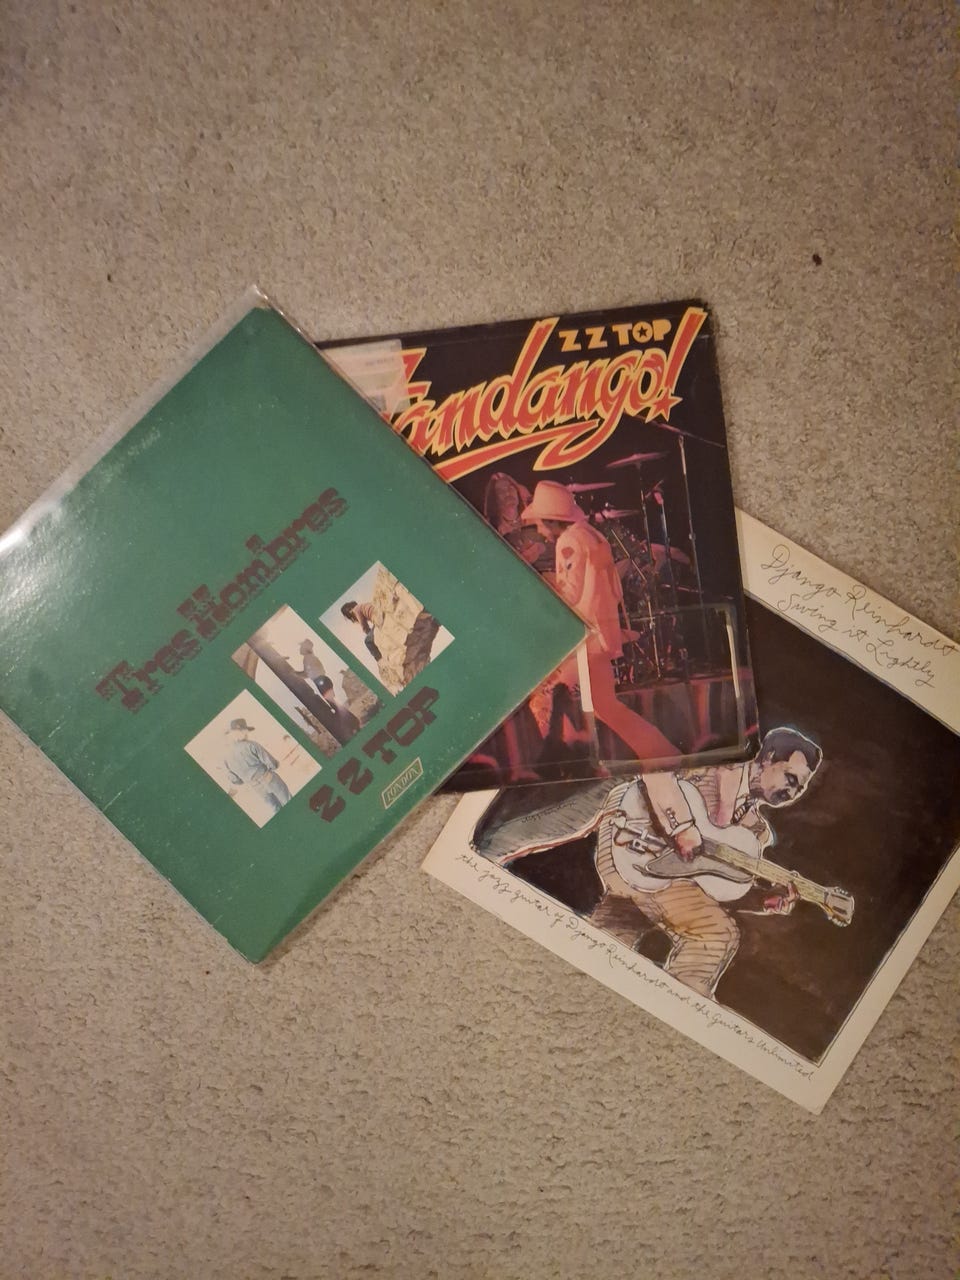 Tres Hombres
ZZ TOP
LONDON
ZZ TOP
Fandango!
Django Reinhardt
Swing it Lightly
the jazz guitar of Django Reinhardt and the Guitars Unlimited